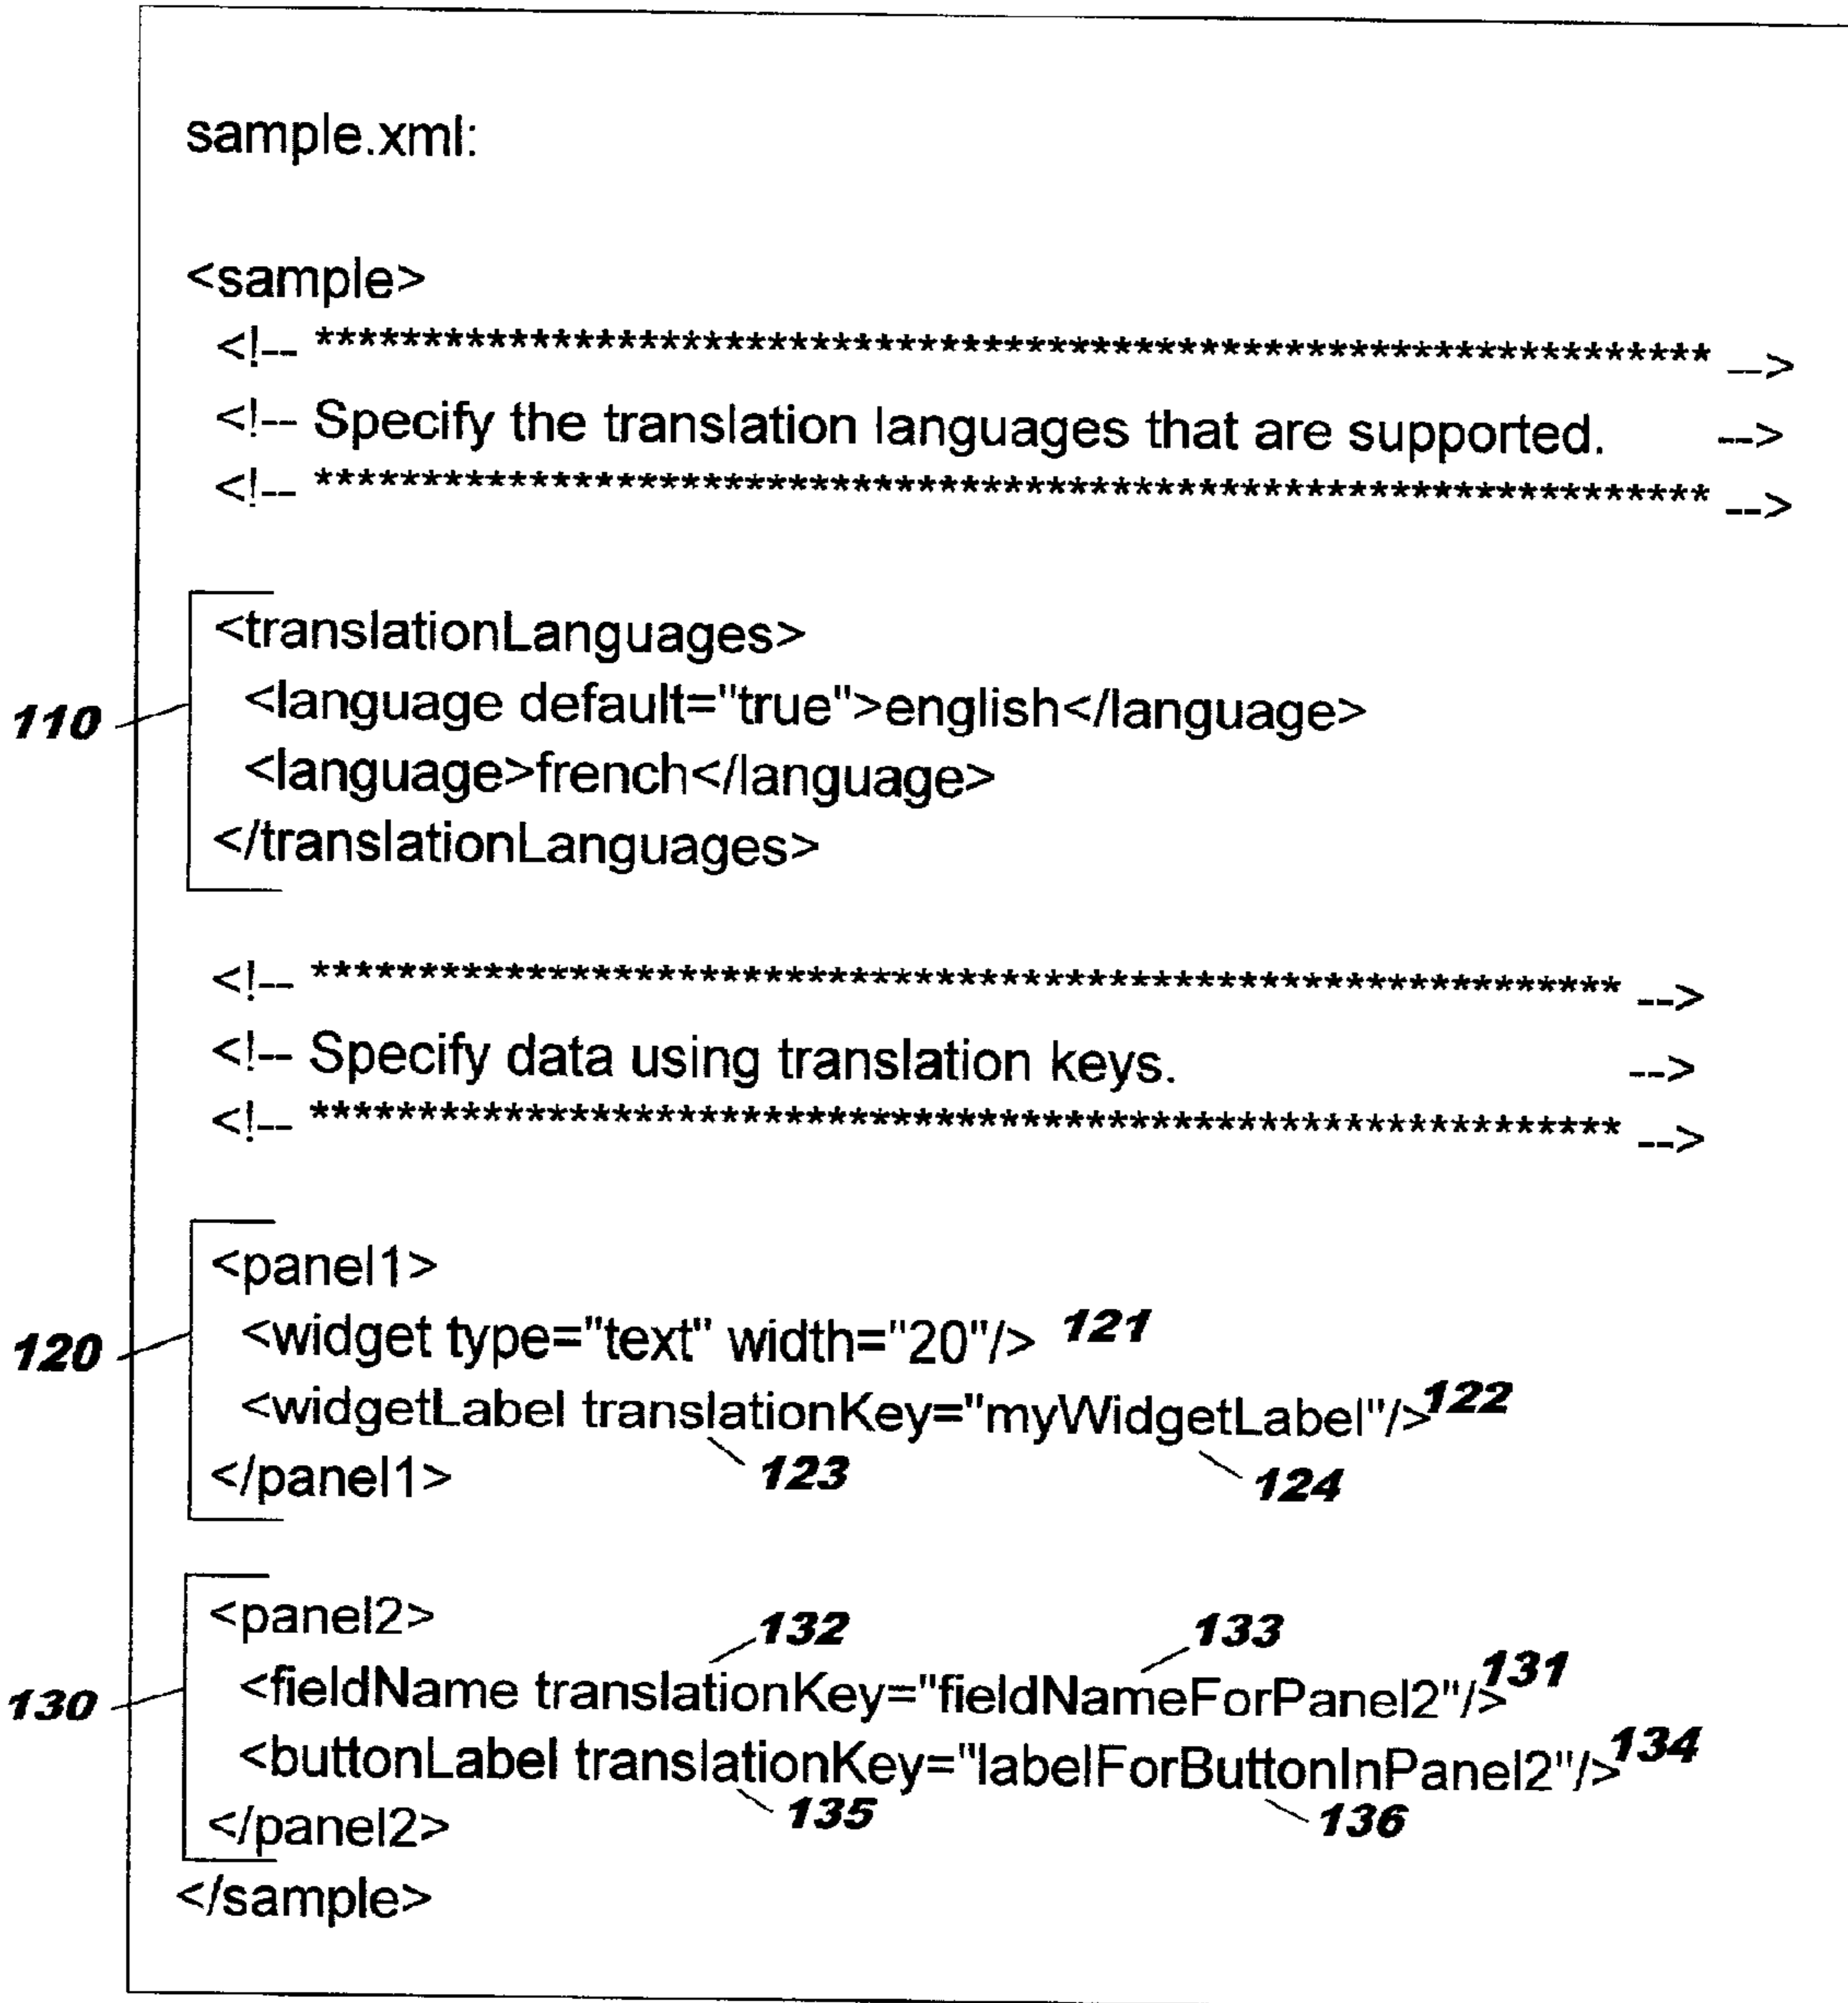 sample.xml:
<sample>
<!-- ***************************************************************** -->
<!-- Specify the translation languages that are supported. -->
<!-- ***************************************************************** -->
<translationLanguages>
110 <language default="true">english</language>
<language>french</language>
</translationLanguages>
<!-- ************************************************************* -->
<!-- Specify data using translation keys. -->
<!-- ************************************************************* -->
<panel1>
120 <widget type="text" width="20"/> 121
<widgetLabel translationKey="myWidgetLabel"/> 122
</panel1> 123 124
<panel2> 132 133
130 <fieldName translationKey="fieldNameForPanel2"/> 131
<buttonLabel translationKey="labelForButtonInPanel2"/> 134
</panel2> 135 136
</sample>